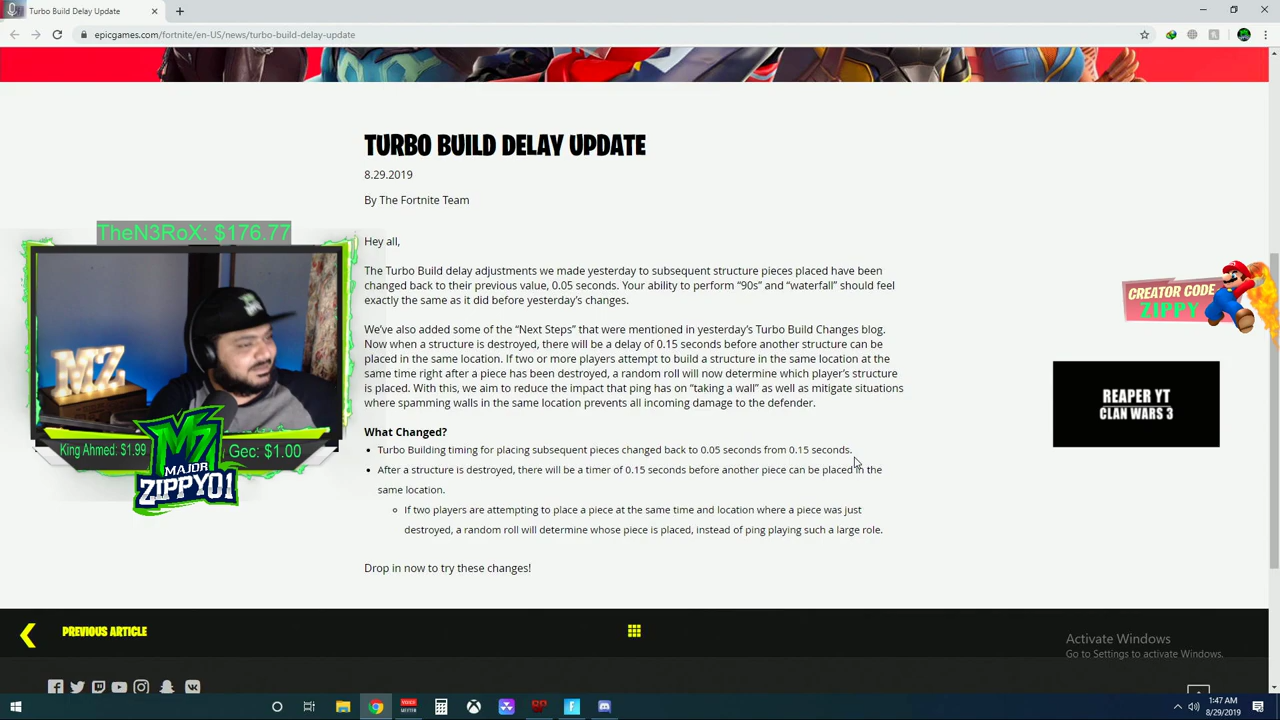 Turbo Build Delay Update
epicgames.com/fortnite/en-US/news/turbo-build-delay-update
TURBO BUILD DELAY UPDATE
8.29.2019
By The Fortnite Team
Hey all,
The Turbo Build delay adjustments we made yesterday to subsequent structure pieces placed have been
changed back to their previous value, 0.05 seconds. Your ability to perform “90s” and “waterfall” should feel
exactly the same as it did before yesterday’s changes.
We’ve also added some of the “Next Steps” that were mentioned in yesterday’s Turbo Build Changes blog.
Now when a structure is destroyed, there will be a delay of 0.15 seconds before another structure can be
placed in the same location. If two or more players attempt to build a structure in the same location at the
same time right after a piece has been destroyed, a random roll will now determine which player’s structure
is placed. With this, we aim to reduce the impact that ping has on “taking a wall” as well as mitigate situations
where spamming walls in the same location prevents all incoming damage to the defender.
What Changed?
Turbo Building timing for placing subsequent pieces changed back to 0.05 seconds from 0.15 seconds.
After a structure is destroyed, there will be a timer of 0.15 seconds before another piece can be placed in the
same location.
If two players are attempting to place a piece at the same time and location where a piece was just
destroyed, a random roll will determine whose piece is placed, instead of ping playing such a large role.
Drop in now to try these changes!
TheN3RoX: $176.77
MZ
King Ahmed: $1.99
Gec: $1.00
MAJOR
ZIPPY01
CREATOR CODE
ZIPPY
REAPER YT
CLAN WARS 3
PREVIOUS ARTICLE
Activate Windows
Go to Settings to activate Windows.
1:47 AM
8/29/2019